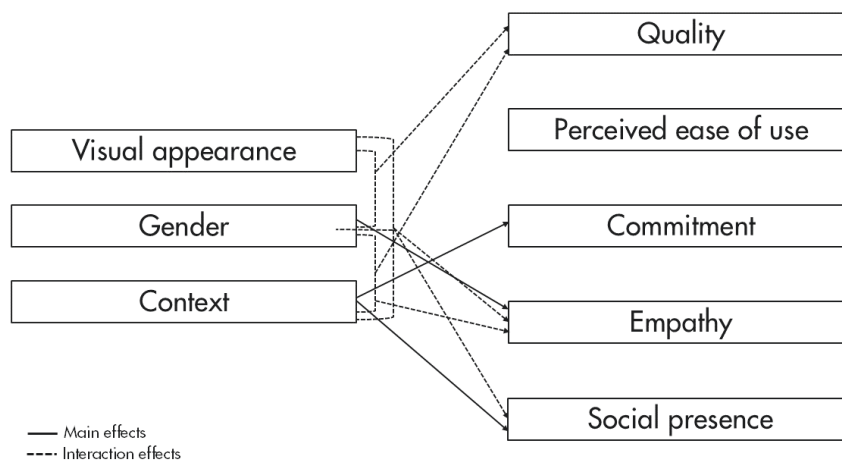 Quality
Visual appearance
Perceived ease of use
Gender
Commitment
Context
Empathy
Social presence
Main effects
Interaction effects